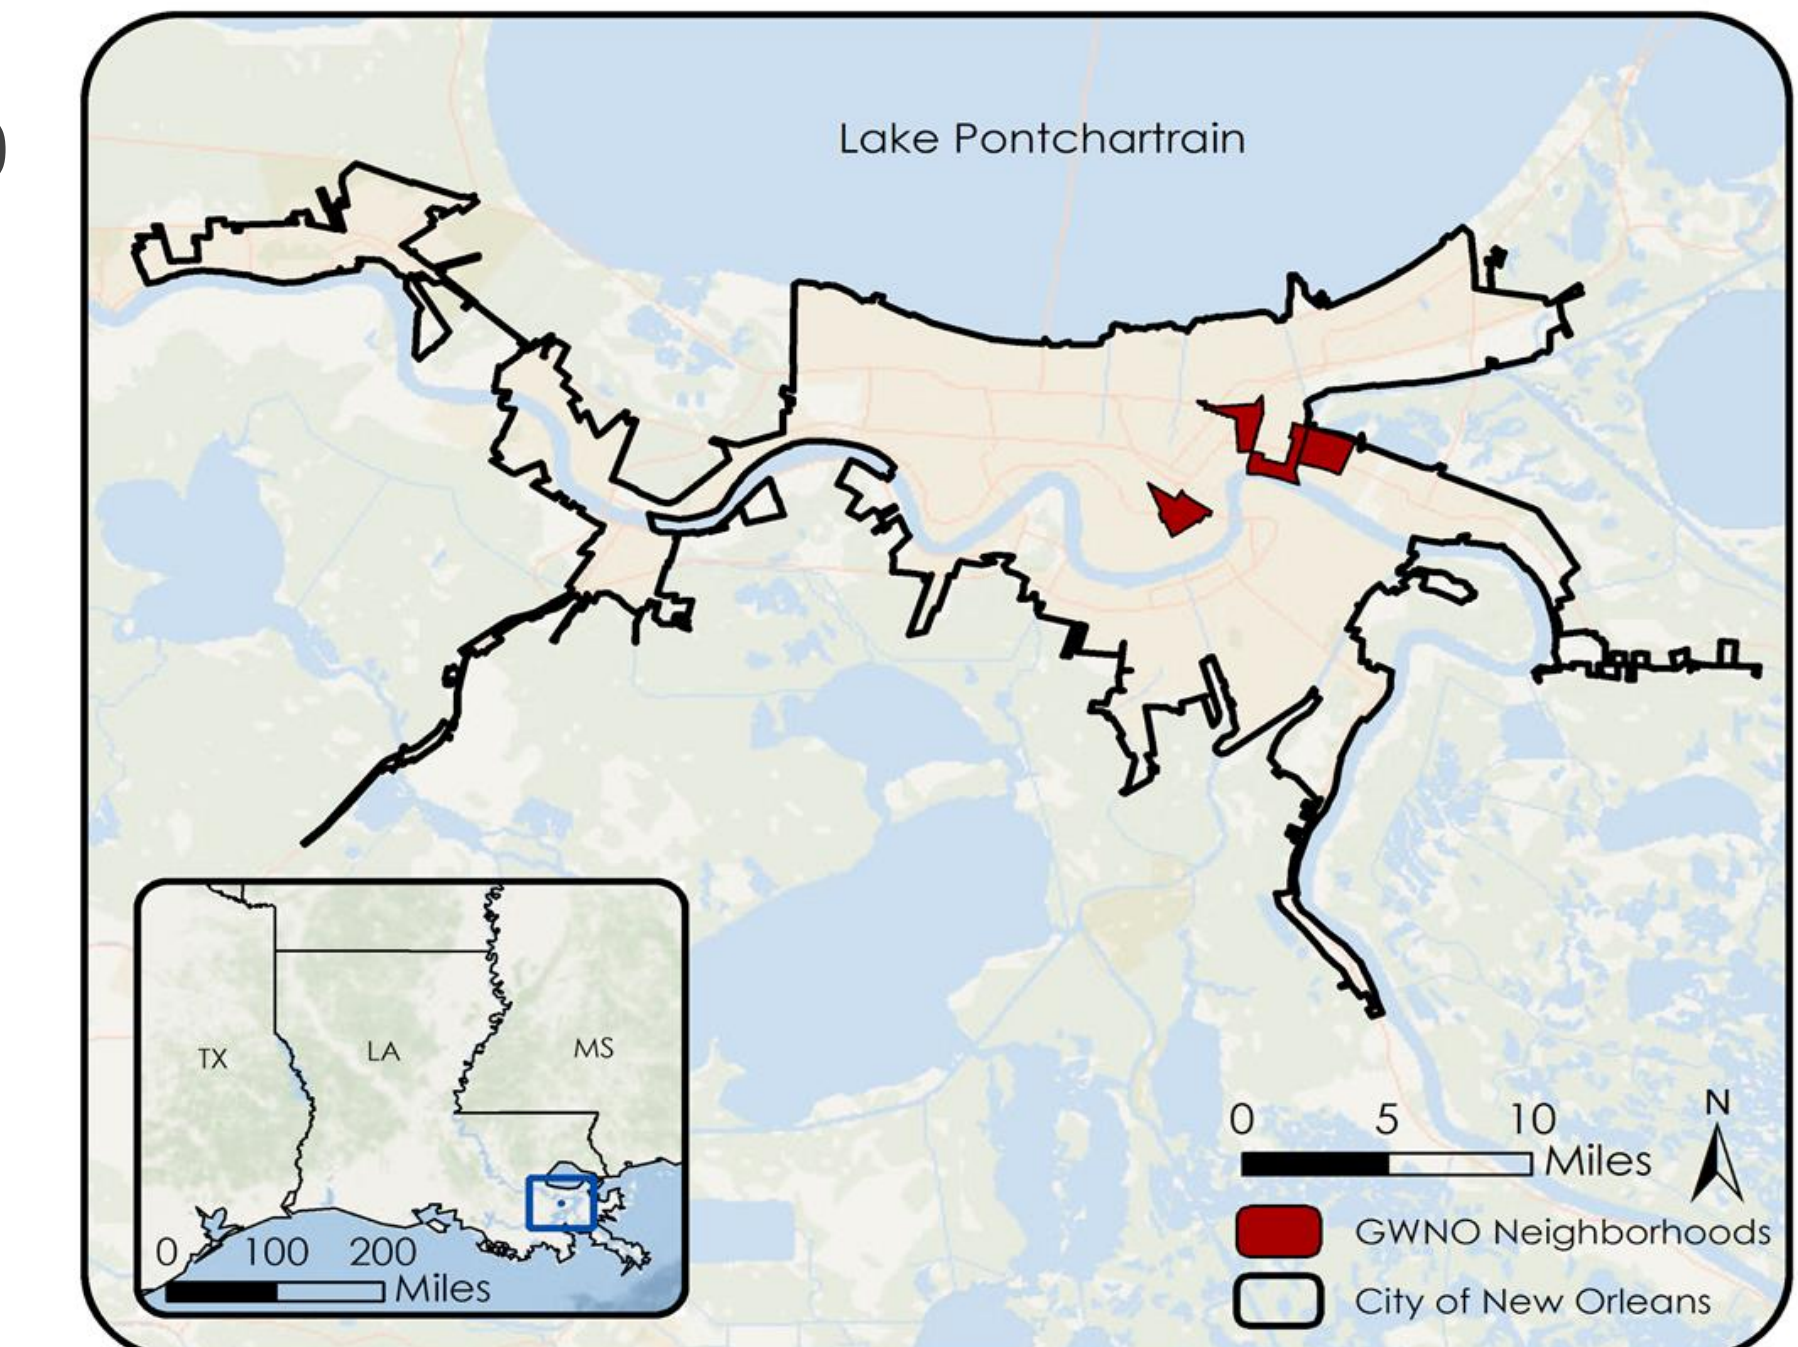 Lake Pontchartrain
TX
LA
MS
0 100 200
Miles
N
0 5 10
Miles
GWNO Neighborhoods
City of New Orleans